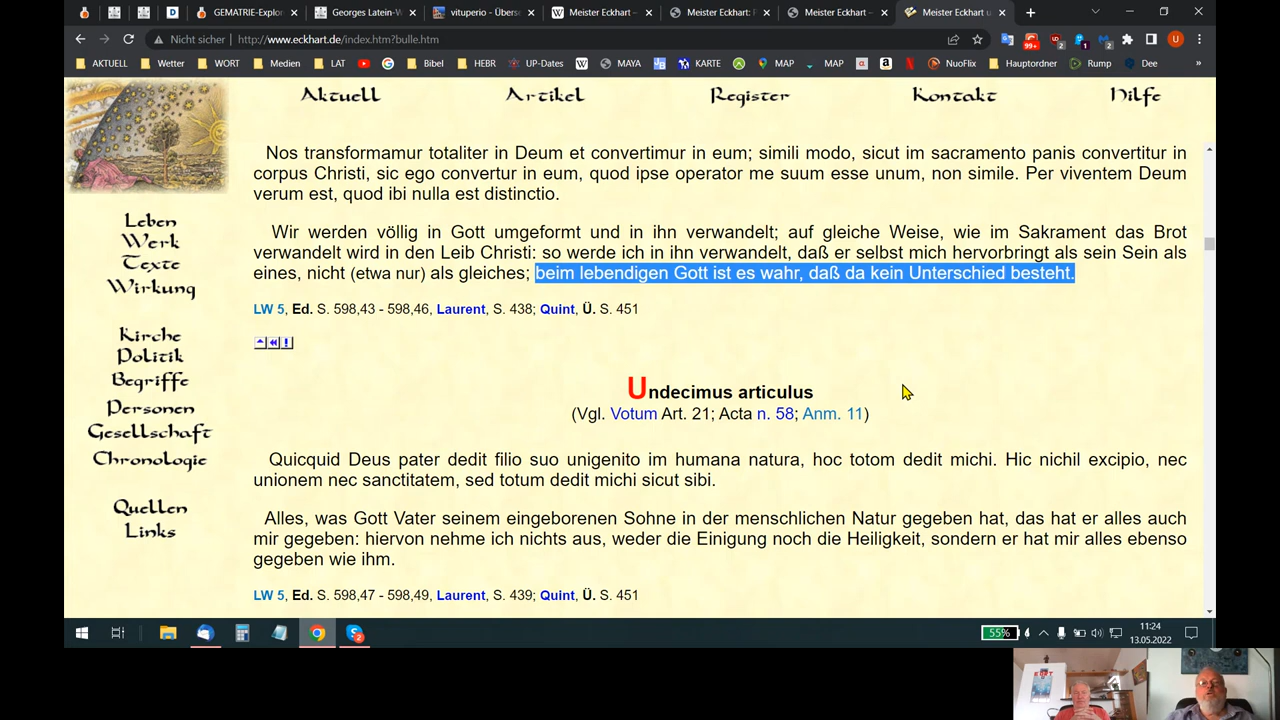 GEMATRIE-Explor
Georges Latein-W
vituperio - Überse
Meister Eckhart –
Meister Eckhart: P
Meister Eckhart –
Meister Eckhart u
Nicht sicher | http://www.eckhart.de/index.htm?bulle.htm
99+
2
1
2
U
AKTUELL Wetter WORT Medien LAT Bibel HEBR UP-Dates MAYA KARTE MAP MAP NuoFlix Hauptordner Rump Dee »
Aktuell Artikel Register Kontakt Hilfe
Leben
Werk
Texte
Wirkung
Kirche
Politik
Begriffe
Personen
Gesellschaft
Chronologie
Quellen
Links
Nos transformamur totaliter in Deum et convertimur in eum; simili modo, sicut im sacramento panis convertitur in
corpus Christi, sic ego convertur in eum, quod ipse operator me suum esse unum, non simile. Per viventem Deum
verum est, quod ibi nulla est distinctio.
Wir werden völlig in Gott umgeformt und in ihn verwandelt; auf gleiche Weise, wie im Sakrament das Brot
verwandelt wird in den Leib Christi: so werde ich in ihn verwandelt, daß er selbst mich hervorbringt als sein Sein als
eines, nicht (etwa nur) als gleiches; beim lebendigen Gott ist es wahr, daß da kein Unterschied besteht.
LW 5, Ed. S. 598,43 - 598,46, Laurent, S. 438; Quint, Ü. S. 451
Undecimus articulus
(Vgl. Votum Art. 21; Acta n. 58; Anm. 11)
Quicquid Deus pater dedit filio suo unigenito im humana natura, hoc totom dedit michi. Hic nichil excipio, nec
unionem nec sanctitatem, sed totum dedit michi sicut sibi.
Alles, was Gott Vater seinem eingeborenen Sohne in der menschlichen Natur gegeben hat, das hat er alles auch
mir gegeben: hiervon nehme ich nichts aus, weder die Einigung noch die Heiligkeit, sondern er hat mir alles ebenso
gegeben wie ihm.
LW 5, Ed. S. 598,47 - 598,49, Laurent, S. 439; Quint, Ü. S. 451
55%
11:24
13.05.2022